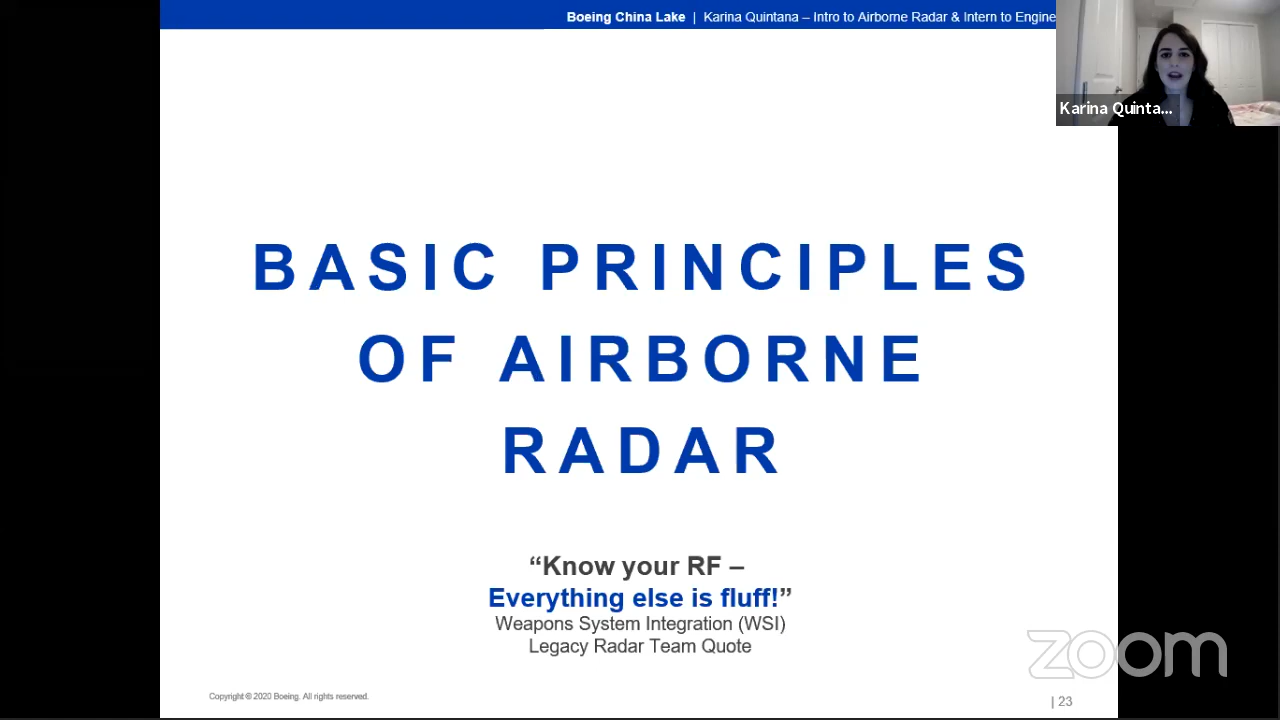 Boeing China Lake | Karina Quintana – Intro to Airborne Radar & Intern to Engine
Karina Quinta...
BASIC PRINCIPLES
OF AIRBORNE
RADAR
“Know your RF –
Everything else is fluff!”
Weapons System Integration (WSI)
Legacy Radar Team Quote
zoom
Copyright © 2020 Boeing. All rights reserved.
| 23